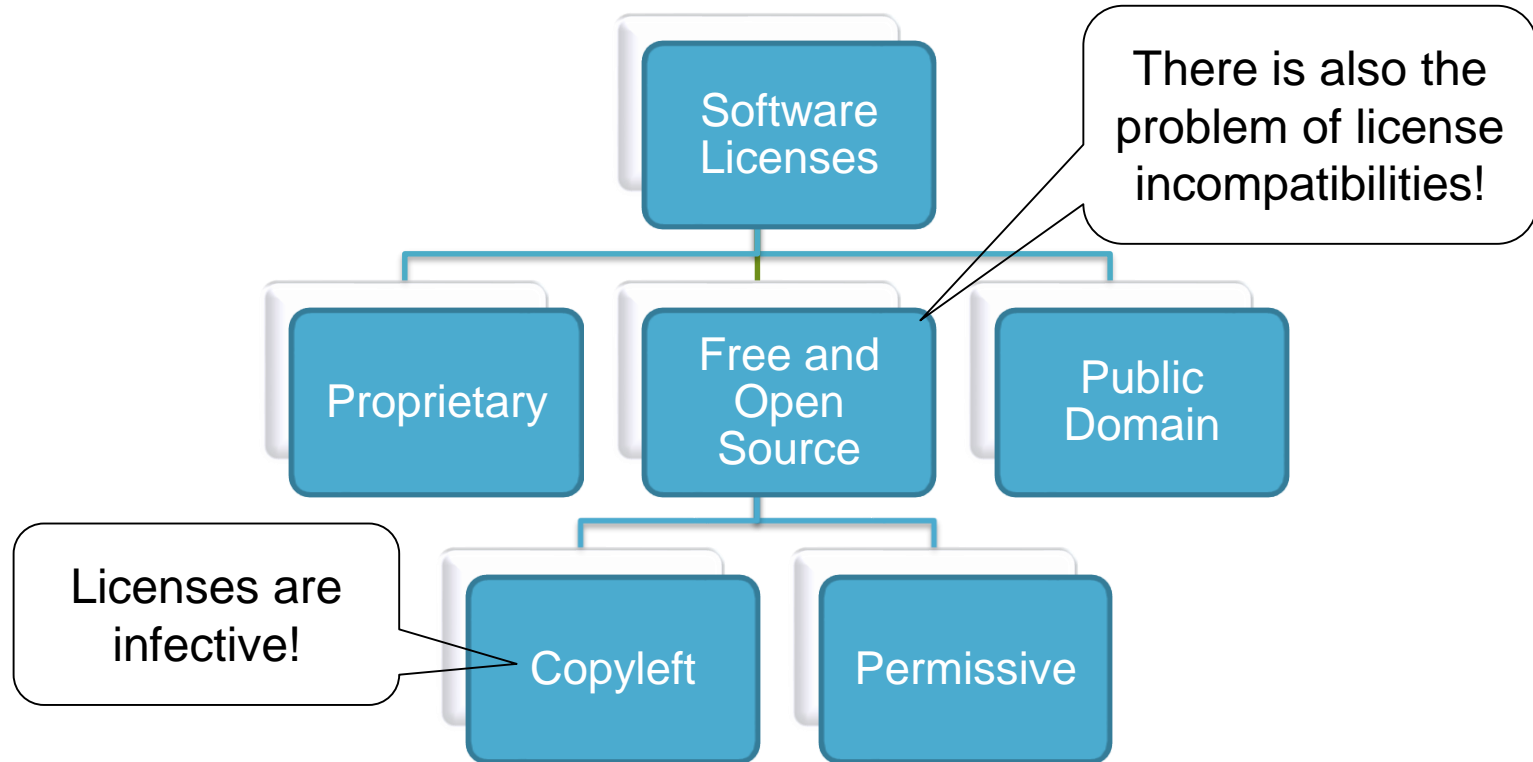 Software
Licenses
There is also the
problem of license
incompatibilities!
Proprietary
Free and
Open
Source
Public
Domain
Licenses are
infective!
Copyleft
Permissive